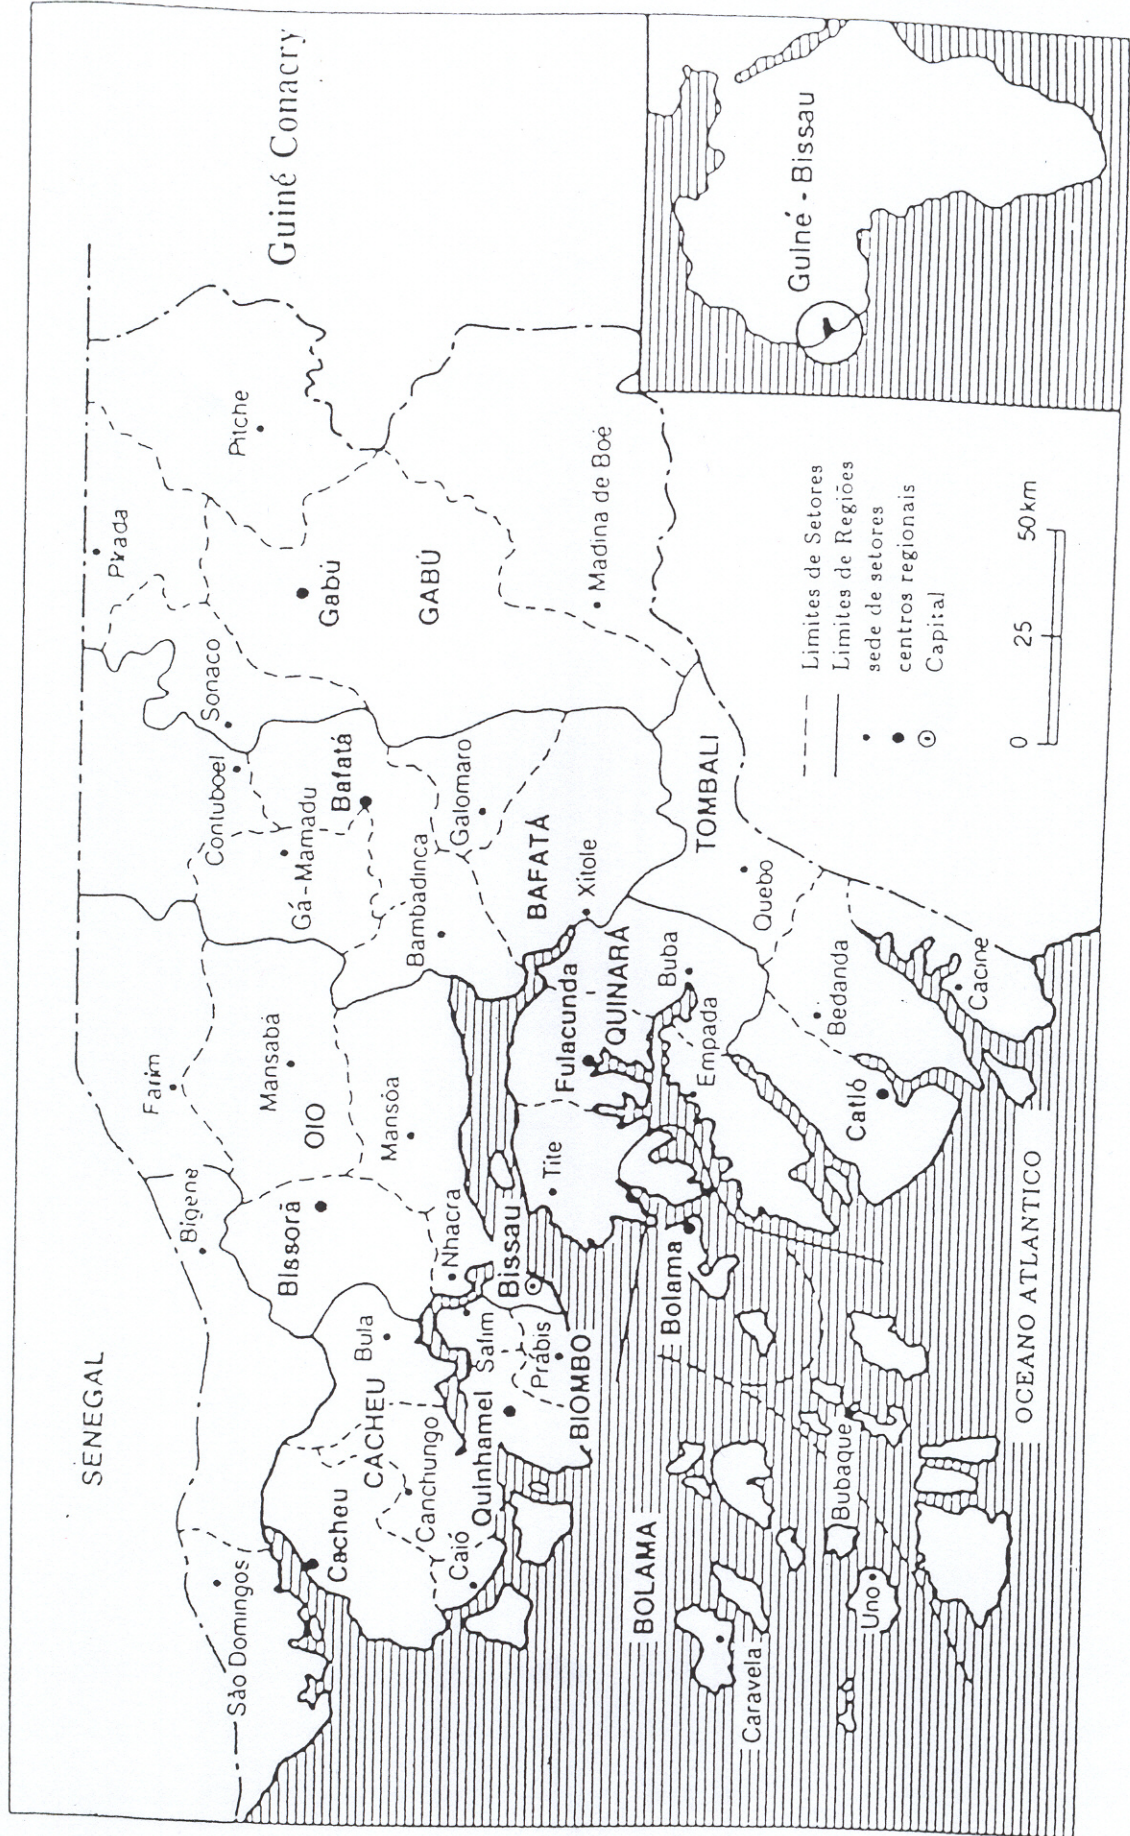 SENEGAL
Guiné Conacry
São Domingos
Bigene
Farim
Contuboel
Sonaco
Pirada
Pitche
Cacheu
CACHEU
Bula
Bissorã
OIO
Mansabá
Gá-Mamadu
Bafatá
Gabú
GABÚ
Canchungo
Caió
Mansôa
Bambadinca
Galomaro
Quinhamel
Safim
Nhacra
Prábis
BIOMBO
Bissau
Tite
Fulacunda
QUINARÁ
BAFATÁ
Xitole
Madina de Boé
BOLAMA
Bolama
Empada
Buba
TOMBALI
Quebo
Caravela
Bubaque
Uno
Catió
Bedanda
Cacine
OCEANO ATLANTICO
Limites de Setores
Limites de Regiões
sede de setores
centros regionais
Capital
0 25 50 km
Guiné - Bissau